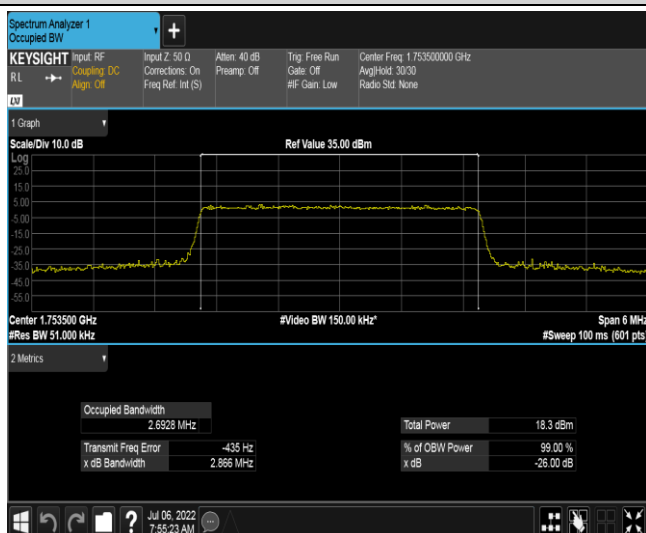 Spectrum Analyzer 1
Occupied BW
+
KEYSIGHT Input: RF Input Z: 50 Ω Atten: 40 dB Trig: Free Run Center Freq: 1.753500000 GHz
RL Coupling: DC Corrections: On Preamp: Off Gate: Off Avg|Hold: 30/30
Align: Off Freq Ref: Int (S) #IF Gain: Low Radio Std: None
LXI
1 Graph
Scale/Div 10.0 dB Ref Value 35.00 dBm
Log
25.0
15.0
5.00
-5.00
-15.0
-25.0
-35.0
-45.0
-55.0
Center 1.753500 GHz #Video BW 150.00 kHz* Span 6 MHz
#Res BW 51.000 kHz #Sweep 100 ms (601 pts)
2 Metrics
Occupied Bandwidth
2.6928 MHz Total Power 18.3 dBm
Transmit Freq Error -435 Hz % of OBW Power 99.00 %
x dB Bandwidth 2.866 MHz x dB -26.00 dB
? Jul 06, 2022
7:55:23 AM